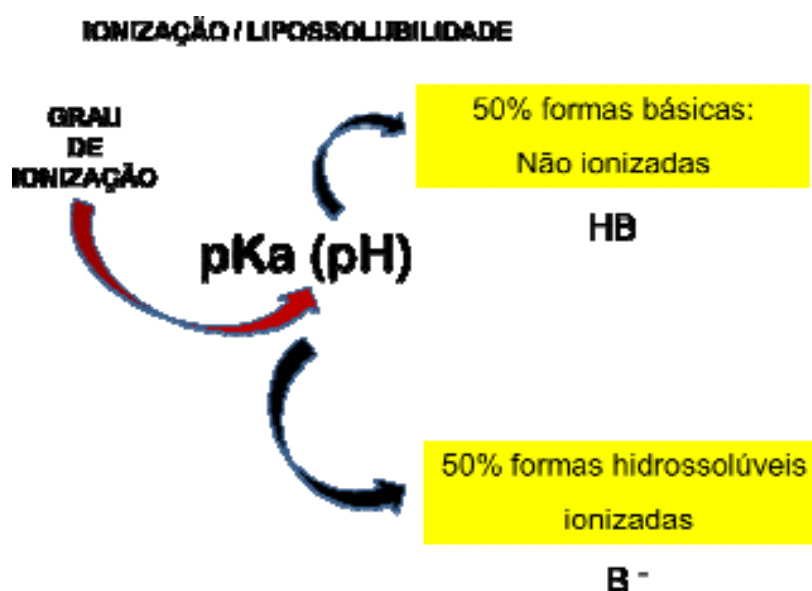 IONIZAÇÃO / LIPOSSOLUBILIDADE
GRAU
DE
IONIZAÇÃO
pKa (pH)
50% formas básicas:
Não ionizadas
HB
50% formas hidrossolúveis
ionizadas
B -